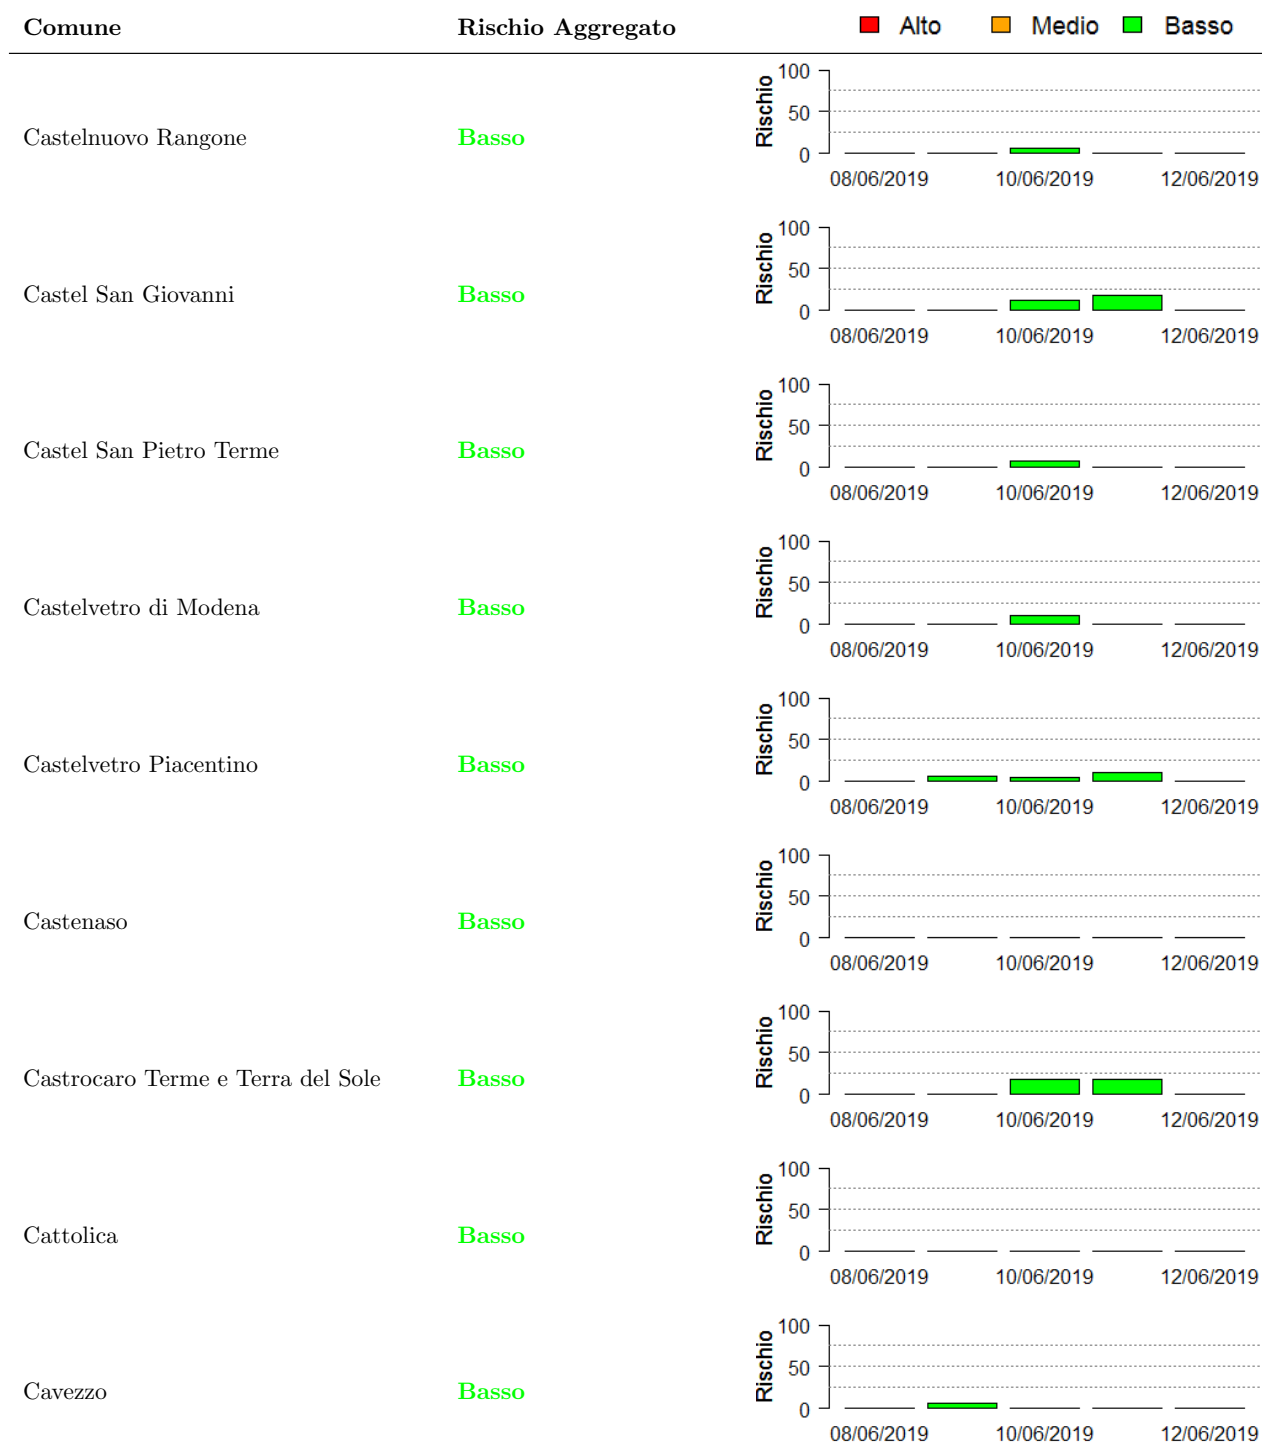 Comune Rischio Aggregato Alto Medio Basso
100
50
0
Rischio
Castelnuovo Rangone Basso
08/06/2019 10/06/2019 12/06/2019
100
50
0
Rischio
Castel San Giovanni Basso
08/06/2019 10/06/2019 12/06/2019
100
50
0
Rischio
Castel San Pietro Terme Basso
08/06/2019 10/06/2019 12/06/2019
100
50
0
Rischio
Castelvetro di Modena Basso
08/06/2019 10/06/2019 12/06/2019
100
50
0
Rischio
Castelvetro Piacentino Basso
08/06/2019 10/06/2019 12/06/2019
100
50
0
Rischio
Castenaso Basso
08/06/2019 10/06/2019 12/06/2019
100
50
0
Rischio
Castrocaro Terme e Terra del Sole Basso
08/06/2019 10/06/2019 12/06/2019
100
50
0
Rischio
Cattolica Basso
08/06/2019 10/06/2019 12/06/2019
100
50
0
Rischio
Cavezzo Basso
08/06/2019 10/06/2019 12/06/2019